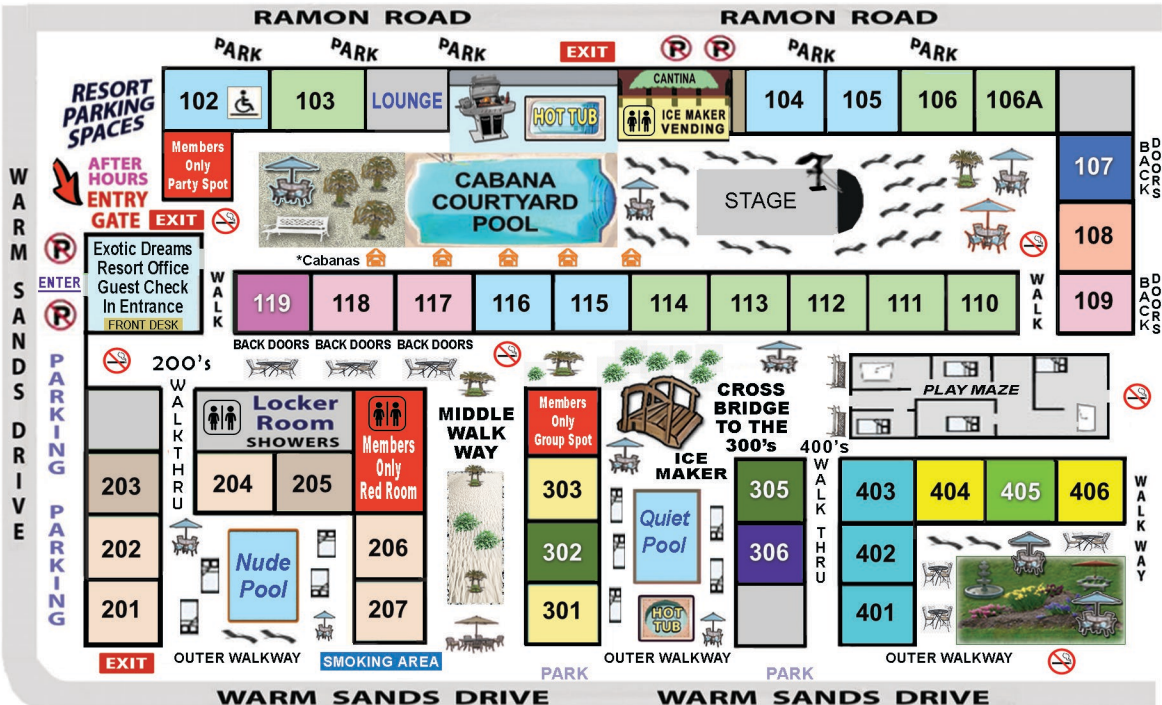 RAMON ROAD
RAMON ROAD
PARK
PARK
PARK
EXIT
P
P
PARK
PARK
RESORT
PARKING
SPACES
102
103
LOUNGE
HOT TUB
CANTINA
ICE MAKER
VENDING
104
105
106
106A
Members
Only
Party Spot
AFTER
HOURS
ENTRY
GATE
EXIT
CABANA
COURTYARD
POOL
STAGE
107
BACK
DOORS
108
109
BACK
DOORS
*Cabanas
P
ENTER
P
Exotic Dreams
Resort Office
Guest Check
In Entrance
FRONT DESK
WALK
119
118
117
116
115
114
113
112
111
110
WALK
BACK DOORS
BACK DOORS
BACK DOORS
WARM SANDS DRIVE
PARKING
PARKING
200's
WALK THRU
203
202
201
EXIT
Locker
Room
SHOWERS
204
205
Members
Only
Red Room
206
207
Nude
Pool
OUTER WALKWAY
SMOKING AREA
MIDDLE
WALK
WAY
Members
Only
Group Spot
303
302
301
PARK
CROSS
BRIDGE
TO THE
300's
ICE
MAKER
Quiet
Pool
HOT
TUB
OUTER WALKWAY
305
306
PARK
PLAY MAZE
400's
WALK THRU
403
404
405
406
402
401
WALK WAY
OUTER WALKWAY
WARM SANDS DRIVE
WARM SANDS DRIVE